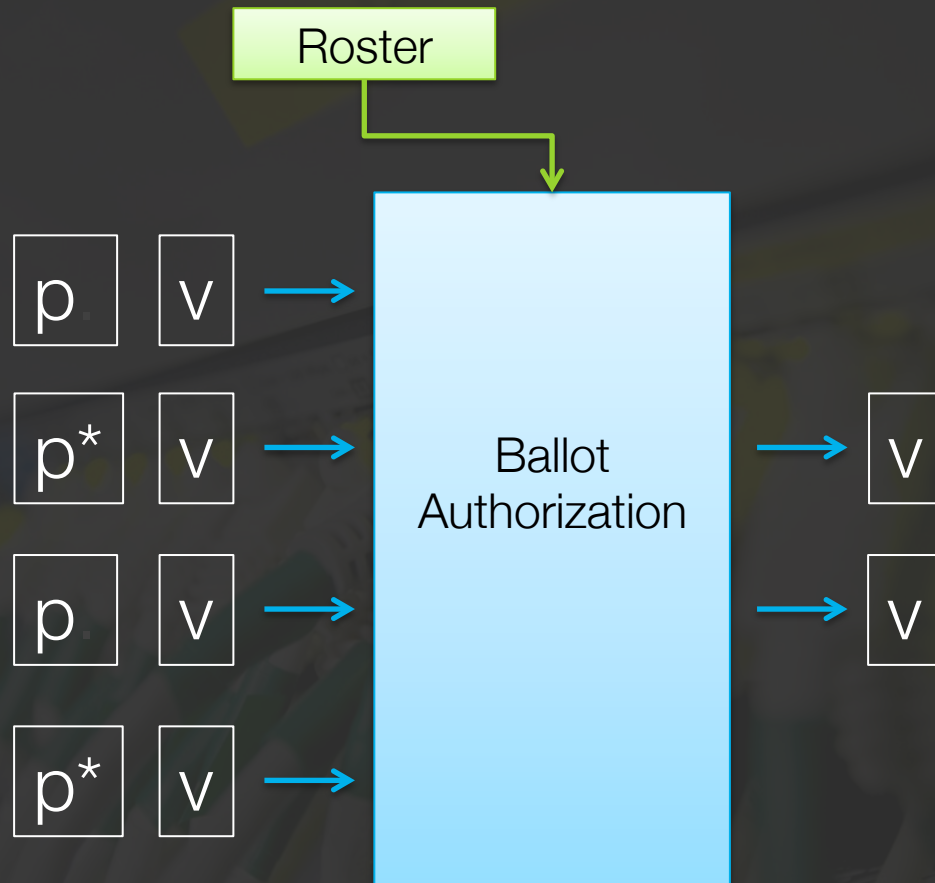 Roster
p. v
p* v
Ballot
Authorization
v
p. v
v
p* v